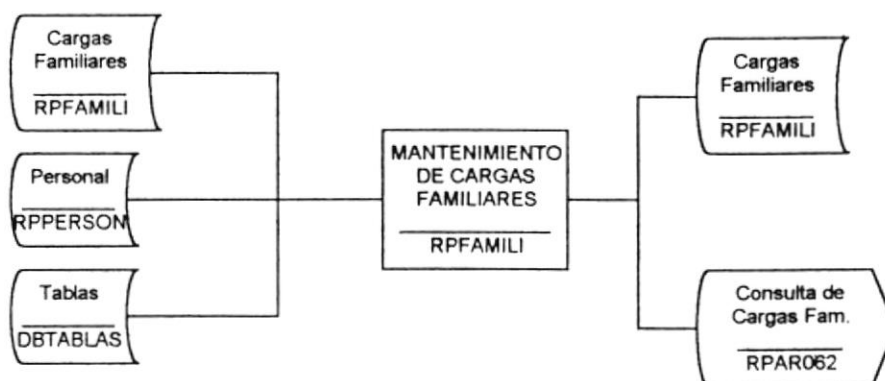 Cargas
Familiares
RPFAMILI
Personal
RPPERSON
Tablas
DBTABLAS
MANTENIMIENTO
DE CARGAS
FAMILIARES
RPFAMILI
Cargas
Familiares
RPFAMILI
Consulta de
Cargas Fam.
RPAR062